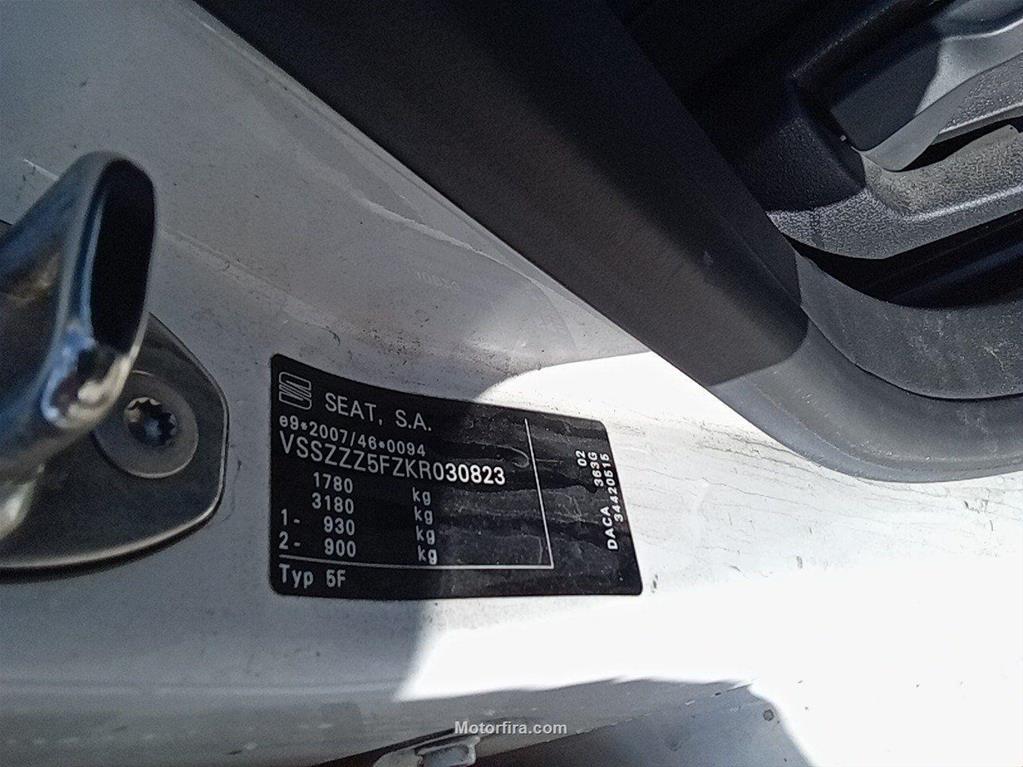 SEAT, S.A.
e9*2007/46*0094
VSSZZZ5FZKR030823
1780 kg
3180 kg
1- 930 kg
2- 900 kg
Typ 5F
02
363G
DACA 34420515
Motorfira.com